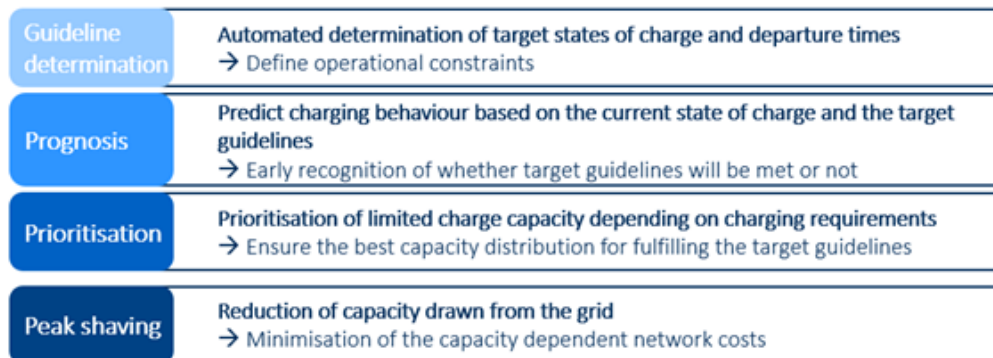 Guideline
determination
Automated determination of target states of charge and departure times
→ Define operational constraints
Prognosis
Predict charging behaviour based on the current state of charge and the target
guidelines
→ Early recognition of whether target guidelines will be met or not
Prioritisation
Prioritisation of limited charge capacity depending on charging requirements
→ Ensure the best capacity distribution for fulfilling the target guidelines
Peak shaving
Reduction of capacity drawn from the grid
→ Minimisation of the capacity dependent network costs